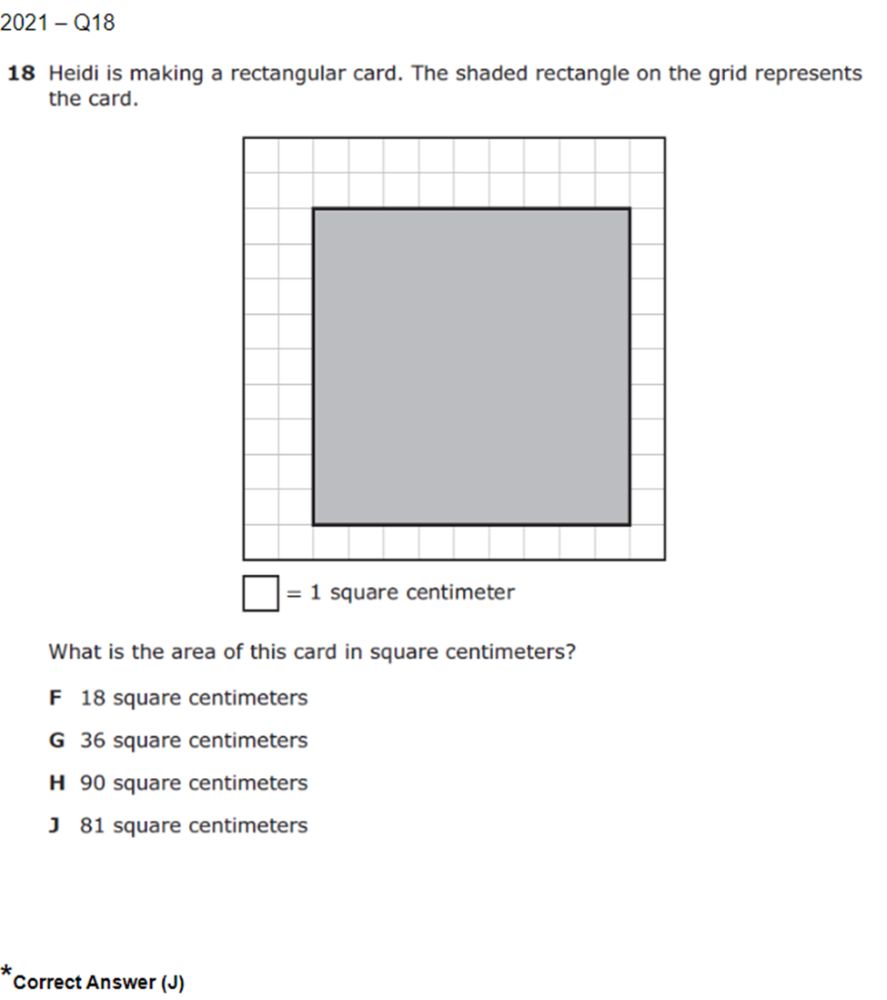 2021 – Q18
18 Heidi is making a rectangular card. The shaded rectangle on the grid represents
the card.
= 1 square centimeter
What is the area of this card in square centimeters?
F 18 square centimeters
G 36 square centimeters
H 90 square centimeters
J 81 square centimeters
*Correct Answer (J)